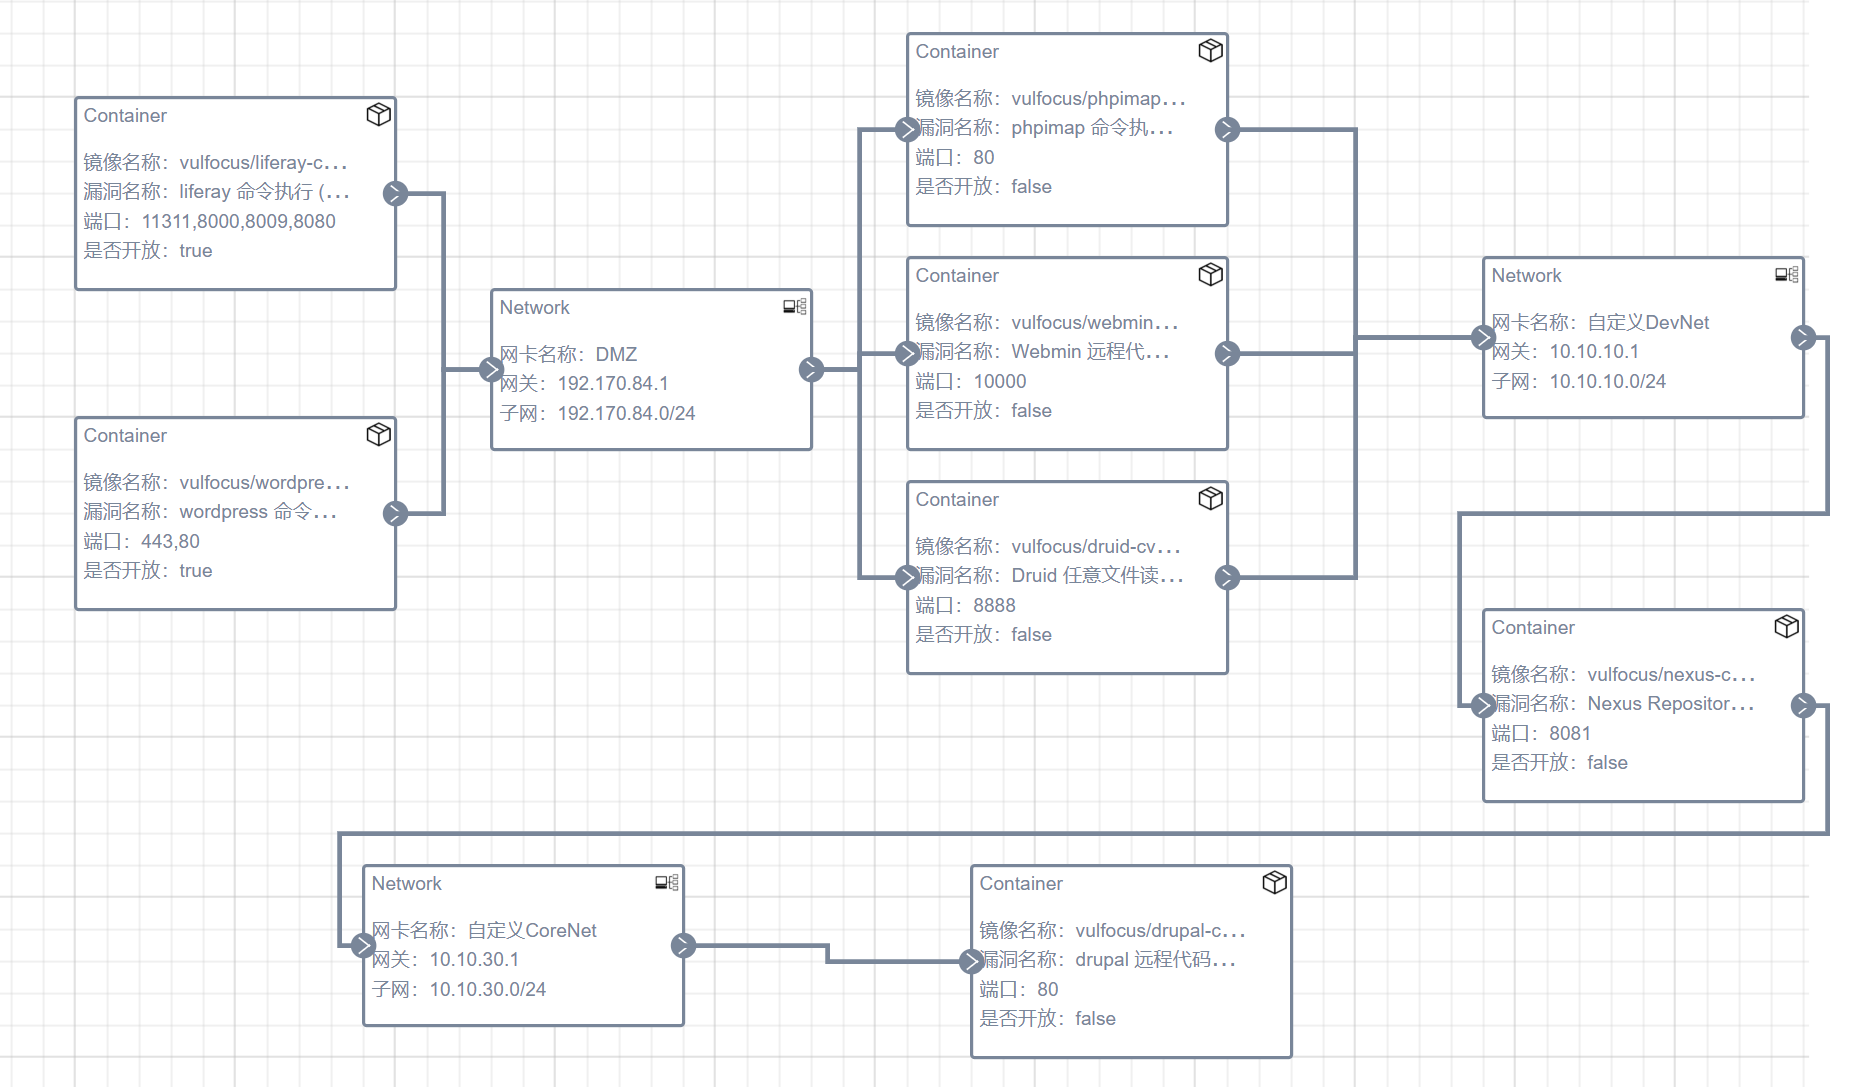 Container
镜像名称：vulfocus/liferay-c...
漏洞名称：liferay 命令执行 (...
端口：11311,8000,8009,8080
是否开放：true
Container
镜像名称：vulfocus/wordpre...
漏洞名称：wordpress 命令...
端口：443,80
是否开放：true
Network
网卡名称：DMZ
网关：192.170.84.1
子网：192.170.84.0/24
Container
镜像名称：vulfocus/phpimap...
漏洞名称：phpimap 命令执...
端口：80
是否开放：false
Container
镜像名称：vulfocus/webmin...
漏洞名称：Webmin 远程代...
端口：10000
是否开放：false
Container
镜像名称：vulfocus/druid-cv...
漏洞名称：Druid 任意文件读...
端口：8888
是否开放：false
Network
网卡名称：自定义DevNet
网关：10.10.10.1
子网：10.10.10.0/24
Container
镜像名称：vulfocus/nexus-c...
漏洞名称：Nexus Repositor...
端口：8081
是否开放：false
Network
网卡名称：自定义CoreNet
网关：10.10.30.1
子网：10.10.30.0/24
Container
镜像名称：vulfocus/drupal-c...
漏洞名称：drupal 远程代码...
端口：80
是否开放：false